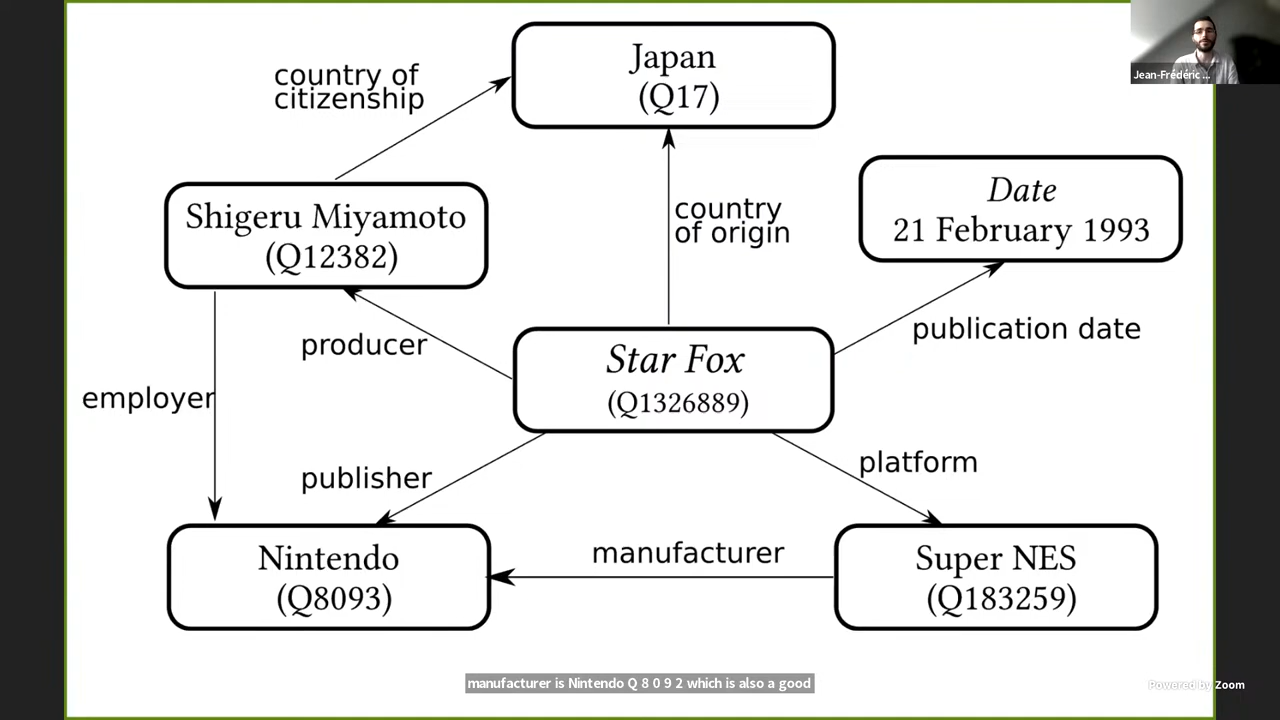 Japan
(Q17)
Jean-Frédéric ...
country of
citizenship
Date
21 February 1993
Shigeru Miyamoto
(Q12382)
country
of origin
publication date
producer
Star Fox
(Q1326889)
employer
publisher
platform
manufacturer
Nintendo
(Q8093)
Super NES
(Q183259)
manufacturer is Nintendo Q 8 0 9 2 which is also a good
Powered by Zoom